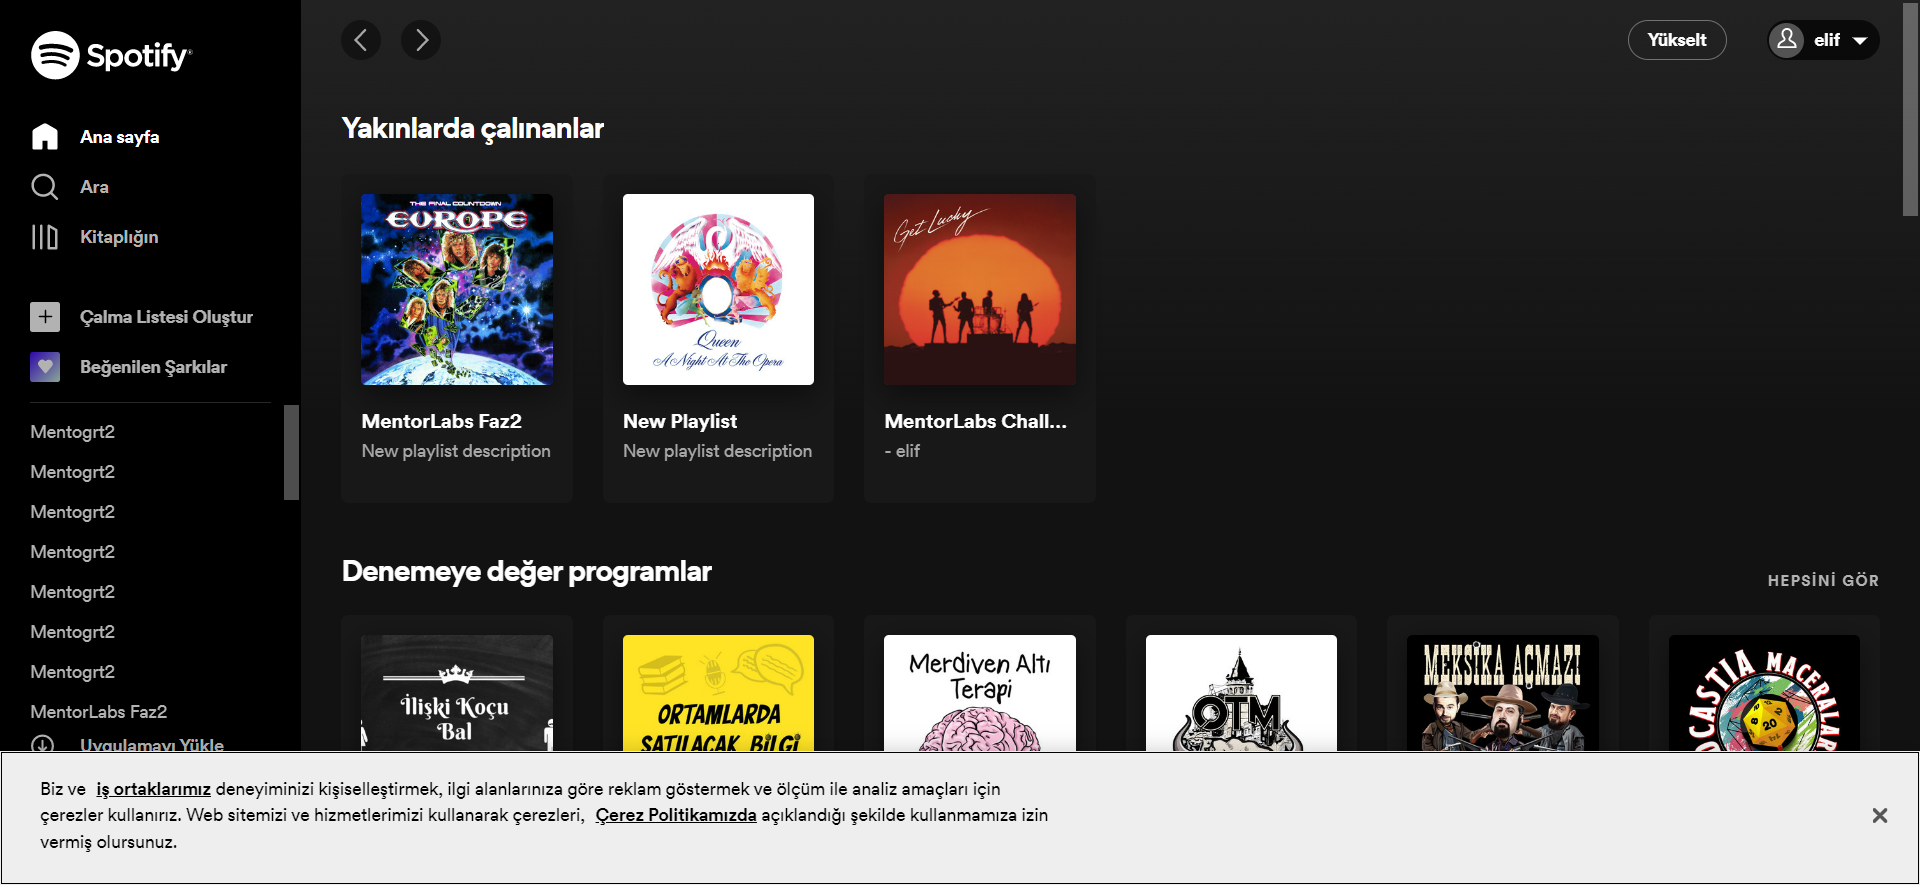 Spotify
Ana sayfa
Ara
Kitaplığın
Çalma Listesi Oluştur
Beğenilen Şarkılar
Mentogrt2
Mentogrt2
Mentogrt2
Mentogrt2
Mentogrt2
Mentogrt2
Mentogrt2
MentorLabs Faz2
Uygulamayı Yükle
Yükselt
elif
Yakınlarda çalınanlar
THE FINAL COUNTDOWN
EUROPE
MentorLabs Faz2
New playlist description
Queen
A Night At The Opera
New Playlist
New playlist description
Get Lucky
MentorLabs Chall...
- elif
Denemeye değer programlar
HEPSİNİ GÖR
İlişki Koçu
Bal
ORTAMLARDA
SATILACAK BİLGİ
Merdiven Altı
Terapi
OTM
MEKSİKA AÇMAZI
MACERALAR
20
Biz ve iş ortaklarımız deneyiminizi kişiselleştirmek, ilgi alanlarınıza göre reklam göstermek ve ölçüm ile analiz amaçları için
çerezler kullanırız. Web sitemizi ve hizmetlerimizi kullanarak çerezleri, Çerez Politikamızda açıklandığı şekilde kullanmamıza izin
vermiş olursunuz.